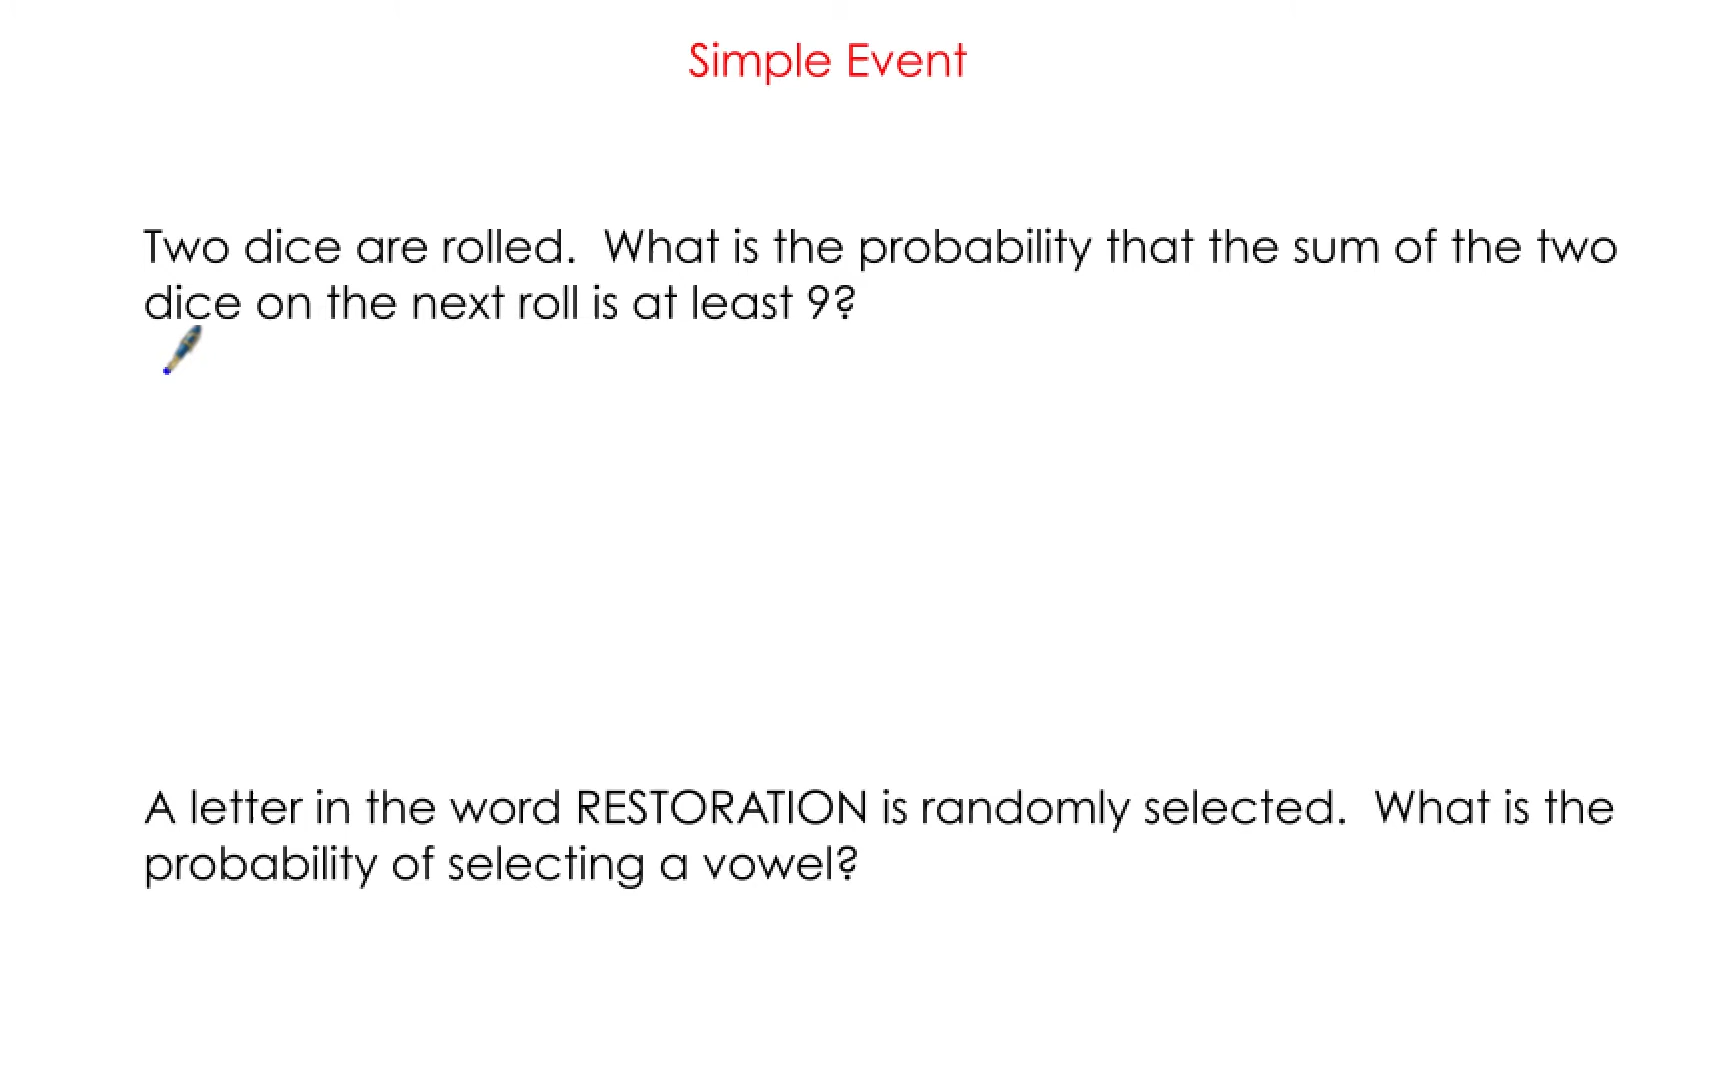 Simple Event
Two dice are rolled.  What is the probability that the sum of the two
dice on the next roll is at least 9?
A letter in the word RESTORATION is randomly selected.  What is the
probability of selecting a vowel?